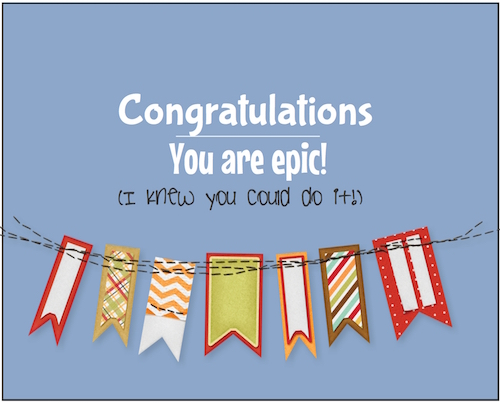 Congratulations
You are epic!
(I knew you could do it!)